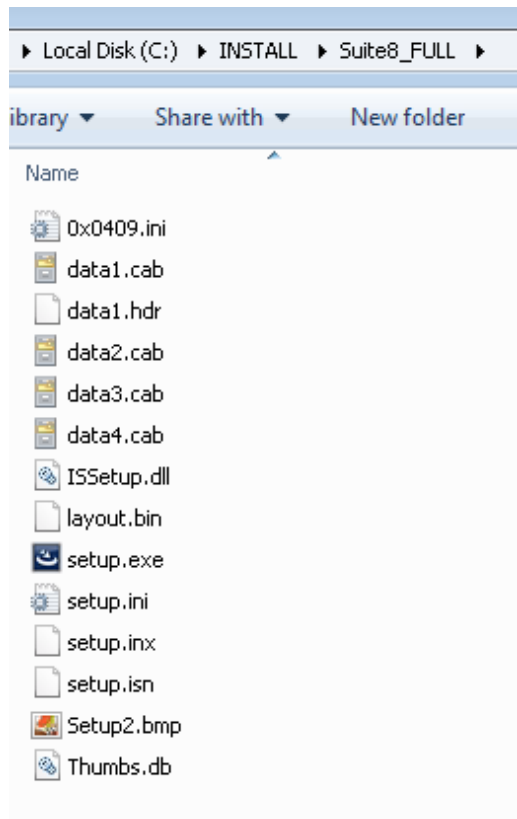 Local Disk (C:) INSTALL Suite8_FULL
ibrary Share with New folder
Name
0x0409.ini
data1.cab
data1.hdr
data2.cab
data3.cab
data4.cab
ISSetup.dll
layout.bin
setup.exe
setup.ini
setup.inx
setup.isn
Setup2.bmp
Thumbs.db